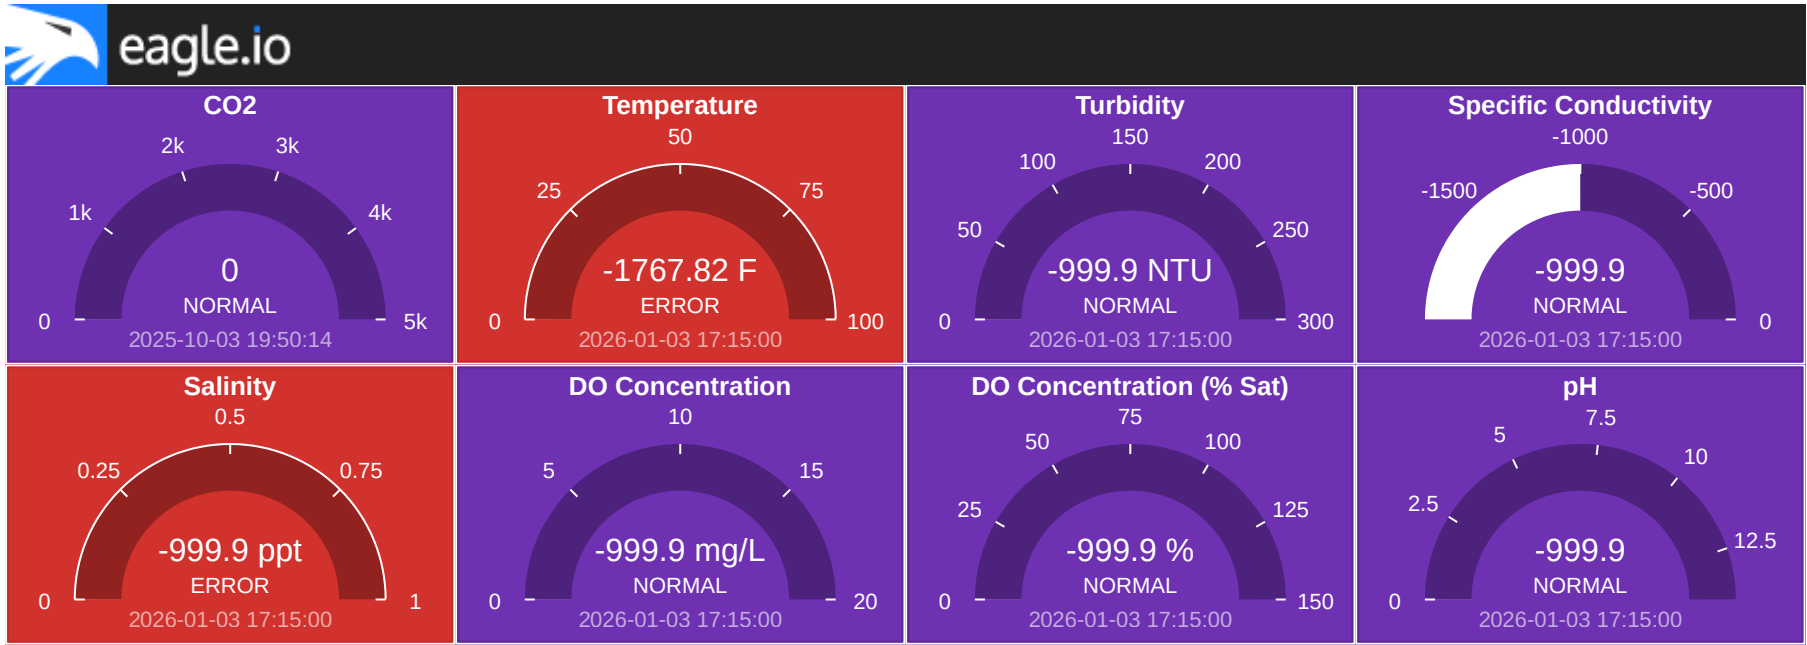 eagle.io
CO2
0
1k
2k
3k
4k
5k
0
NORMAL
2025-10-03 19:50:14
Temperature
0
25
50
75
100
-1767.82 F
ERROR
2026-01-03 17:15:00
Turbidity
0
50
100
150
200
250
300
-999.9 NTU
NORMAL
2026-01-03 17:15:00
Specific Conductivity
-1500
-1000
-500
0
-999.9
NORMAL
2026-01-03 17:15:00
Salinity
0
0.25
0.5
0.75
1
-999.9 ppt
ERROR
2026-01-03 17:15:00
DO Concentration
0
5
10
15
20
-999.9 mg/L
NORMAL
2026-01-03 17:15:00
DO Concentration (% Sat)
0
25
50
75
100
125
150
-999.9 %
NORMAL
2026-01-03 17:15:00
pH
0
2.5
5
7.5
10
12.5
-999.9
NORMAL
2026-01-03 17:15:00